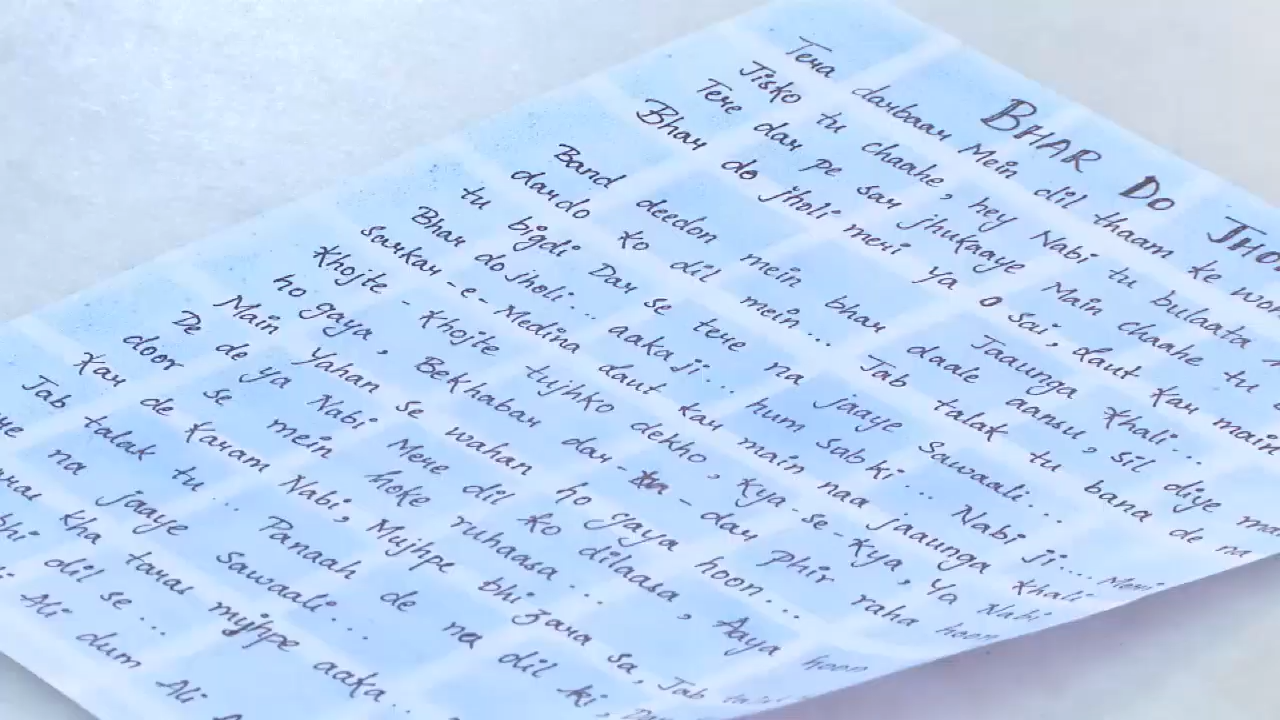 BHAR DO
Tera darbaar Mein dil thaam ke
Jisko tu chaahe, hey Nabi tu bulaata
Tere dar pe sar jhukaaye Main chaahe tu
Bhar do jholi meri ya o sai, laut kar main
Jaaunga Khali...
Band deedon mein bhar daale aansu, sil diye
dardo ko dil mein... Jab talak tu bana de na
tu bigdi Dar se tere na jaaye Sawaali...
Bhar do jholi... aakaji... hum sabki... Nabi ji.... Meri
sarkar-e-Medina laut kar main naa jaaunga Khali
Khojte - Khojte tujhko dekho, kya-se-kya, Ya Nabi
ho gaya, Bekhabar dar-ba-dar phir raha hoon
Main Yahan se wahan ho gaya hoon...
De de ya Nabi Mere dil ko dilaasa, Aaya hoon
door se mein hoke ruhaasa...
Kar de Karam Nabi, Mujhpe bhi zara sa, Jab
Jab talak tu.. Panaah de na dil ki,
na jaaye Sawaali...
Kha taras mujhpe aaka...
dil se...
Ali dum Ali